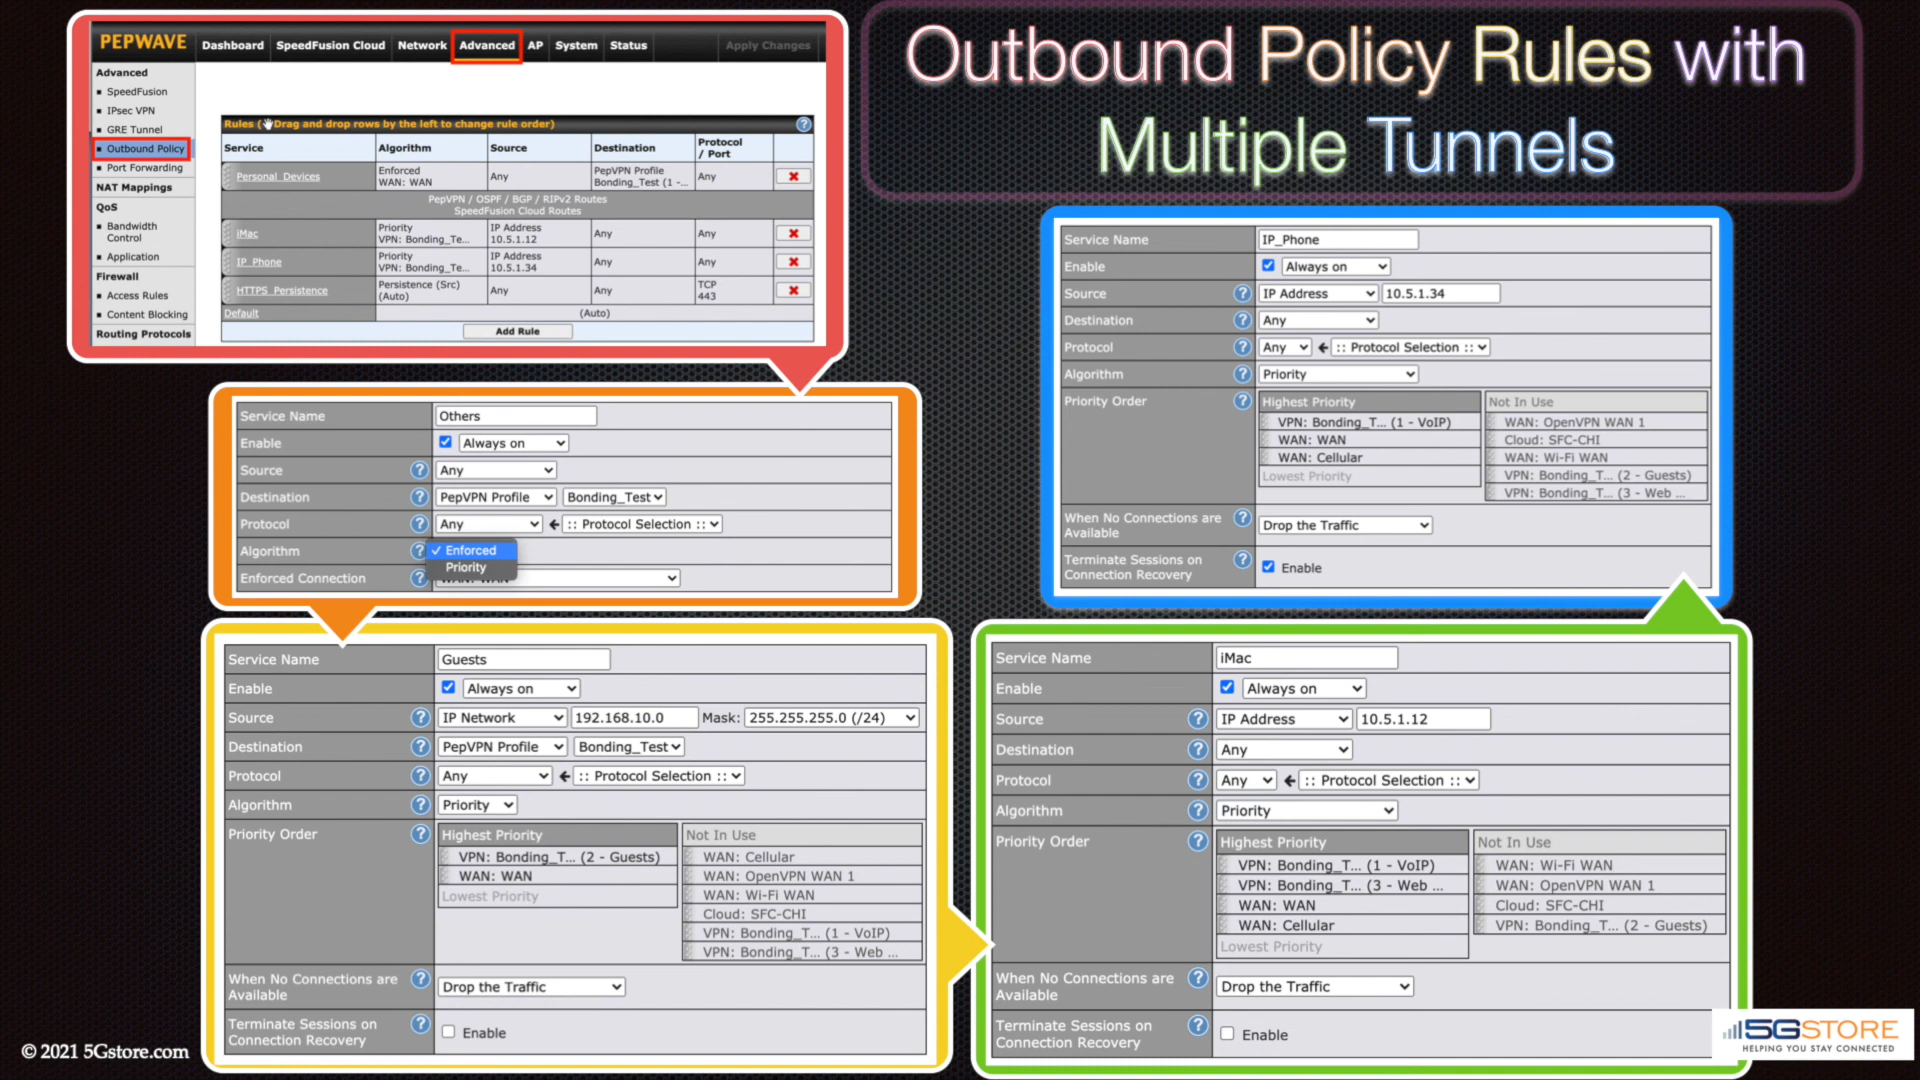 Outbound Policy Rules with
Multiple Tunnels
PEPWAVE
Dashboard SpeedFusion Cloud Network Advanced AP System Status Apply Changes
Advanced
SpeedFusion
IPsec VPN
GRE Tunnel
Outbound Policy
Port Forwarding
NAT Mappings
QoS
Bandwidth
Control
Application
Firewall
Access Rules
Content Blocking
Routing Protocols
Rules (Drag and drop rows by the left to change rule order)
Service Algorithm Source Destination Protocol
/ Port
Personal_Devices Enforced
WAN: WAN Any PepVPN Profile
Bonding_Test (1 -... Any
PepVPN / OSPF / BGP / RIPv2 Routes
SpeedFusion Cloud Routes
iMac Priority
VPN: Bonding_Te... IP Address
10.5.1.12 Any Any
IP_Phone Priority
VPN: Bonding_Te... IP Address
10.5.1.34 Any Any
HTTPS_Persistence Persistence (Src)
(Auto) Any Any TCP
443
Default (Auto)
Add Rule
Service Name Others
Enable Always on
Source ? Any
Destination ? PepVPN Profile Bonding_Test
Protocol ? Any :: Protocol Selection ::
Algorithm ? ✓ Enforced
Priority
Enforced Connection ? WAN: WAN
Service Name Guests
Enable Always on
Source ? IP Network 192.168.10.0 Mask: 255.255.255.0 (/24)
Destination ? PepVPN Profile Bonding_Test
Protocol ? Any :: Protocol Selection ::
Algorithm ? Priority
Priority Order ? Highest Priority Not In Use
VPN: Bonding_T... (2 - Guests) WAN: Cellular
WAN: WAN WAN: OpenVPN WAN 1
Lowest Priority WAN: Wi-Fi WAN
Cloud: SFC-CHI
VPN: Bonding_T... (1 - VoIP)
VPN: Bonding_T... (3 - Web ...
When No Connections are
Available ? Drop the Traffic
Terminate Sessions on
Connection Recovery ? Enable
Service Name iMac
Enable Always on
Source ? IP Address 10.5.1.12
Destination ? Any
Protocol ? Any :: Protocol Selection ::
Algorithm ? Priority
Priority Order ? Highest Priority Not In Use
VPN: Bonding_T... (1 - VoIP) WAN: Wi-Fi WAN
VPN: Bonding_T... (3 - Web ... WAN: OpenVPN WAN 1
WAN: WAN Cloud: SFC-CHI
WAN: Cellular VPN: Bonding_T... (2 - Guests)
Lowest Priority
When No Connections are
Available ? Drop the Traffic
Terminate Sessions on
Connection Recovery ? Enable
Service Name IP_Phone
Enable Always on
Source ? IP Address 10.5.1.34
Destination ? Any
Protocol ? Any :: Protocol Selection ::
Algorithm ? Priority
Priority Order ? Highest Priority Not In Use
VPN: Bonding_T... (1 - VoIP) WAN: OpenVPN WAN 1
WAN: WAN Cloud: SFC-CHI
WAN: Cellular WAN: Wi-Fi WAN
Lowest Priority VPN: Bonding_T... (2 - Guests)
VPN: Bonding_T... (3 - Web ...
When No Connections are
Available ? Drop the Traffic
Terminate Sessions on
Connection Recovery ? Enable
© 2021 5Gstore.com
5GSTORE
HELPING YOU STAY CONNECTED